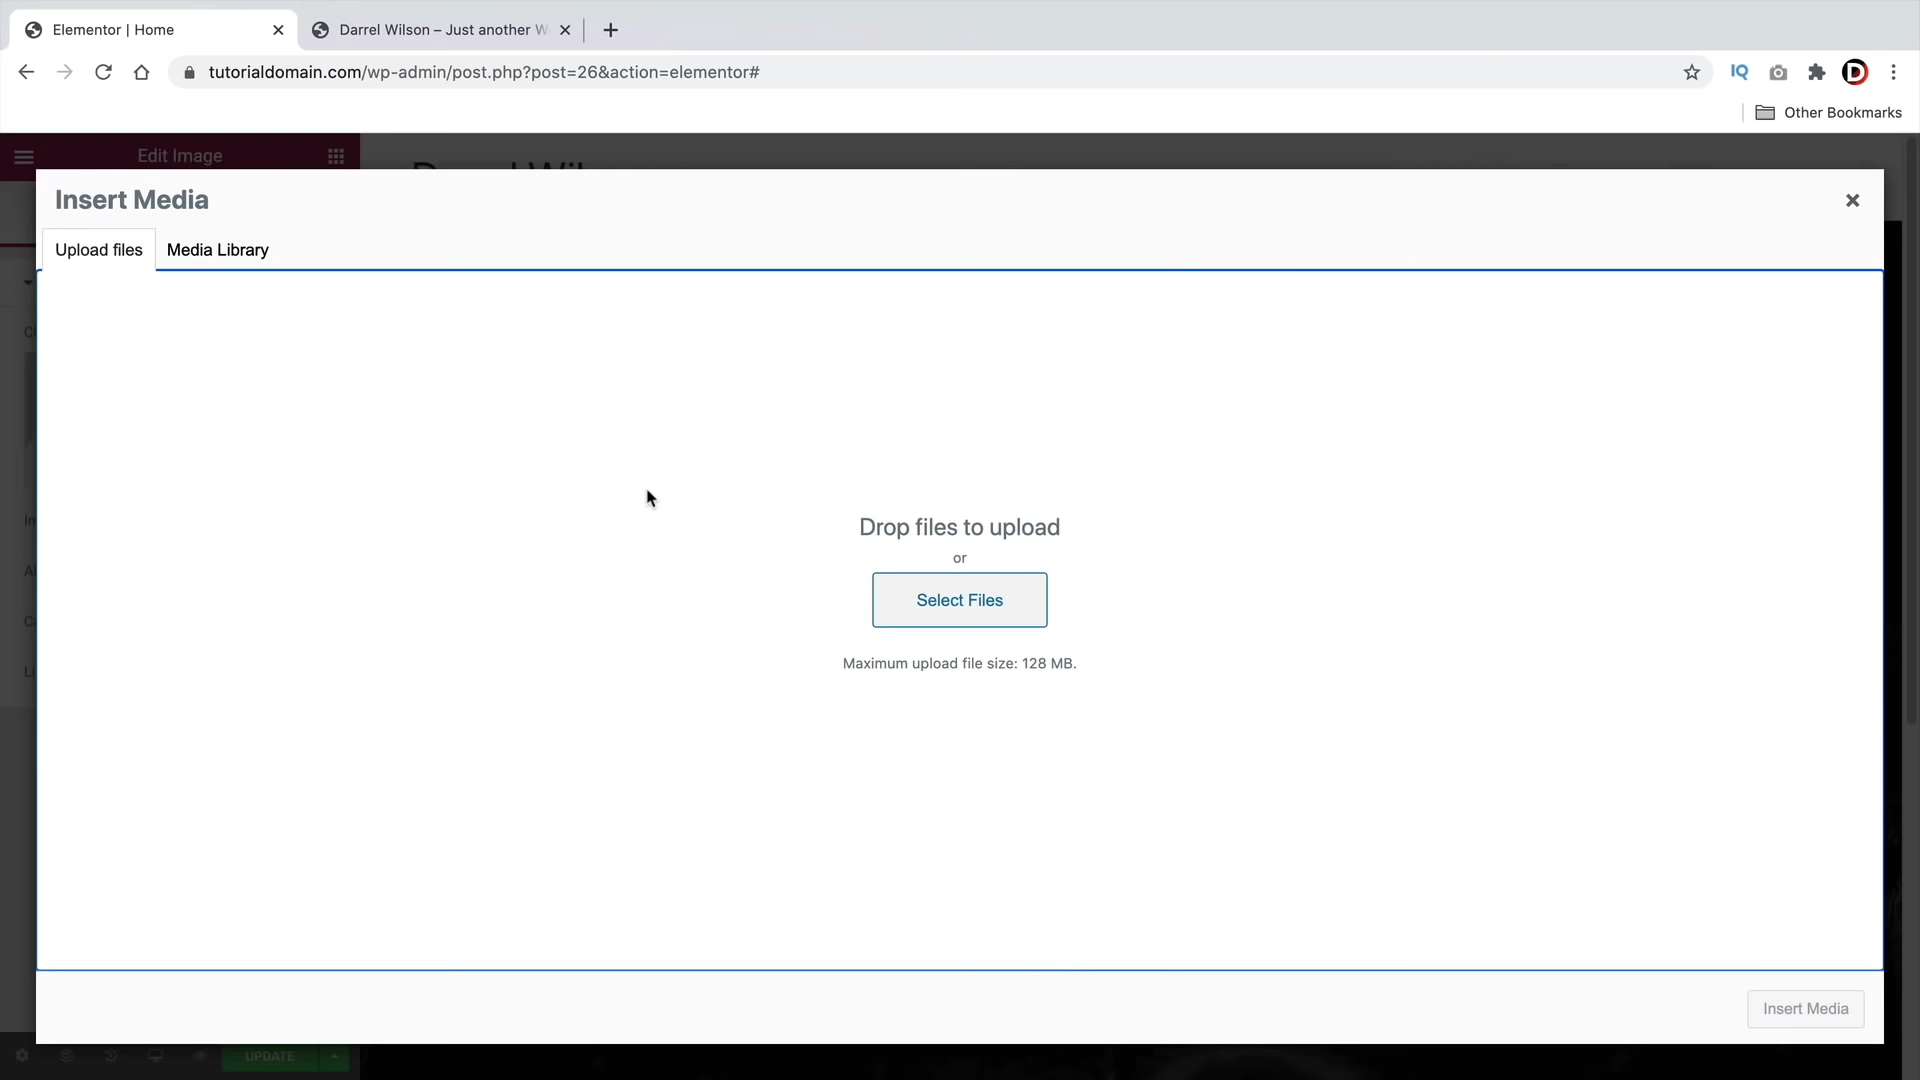 Elementor | Home
Darrel Wilson – Just another W
tutorialdomain.com/wp-admin/post.php?post=26&action=elementor#
IQ
Other Bookmarks
Edit Image
Insert Media
Upload files
Media Library
Drop files to upload
or
Select Files
Maximum upload file size: 128 MB.
Insert Media
UPDATE